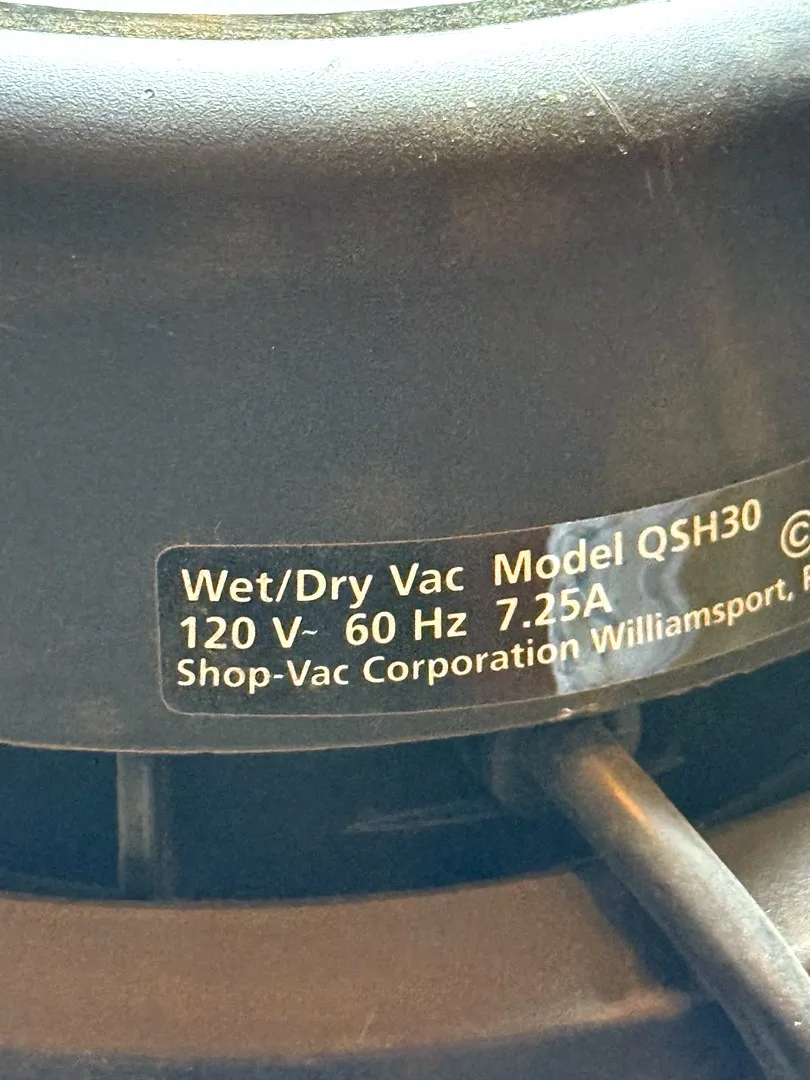 Wet/Dry Vac Model QSH30 ©
120 V~ 60 Hz 7.25A
Shop-Vac Corporation Williamsport,